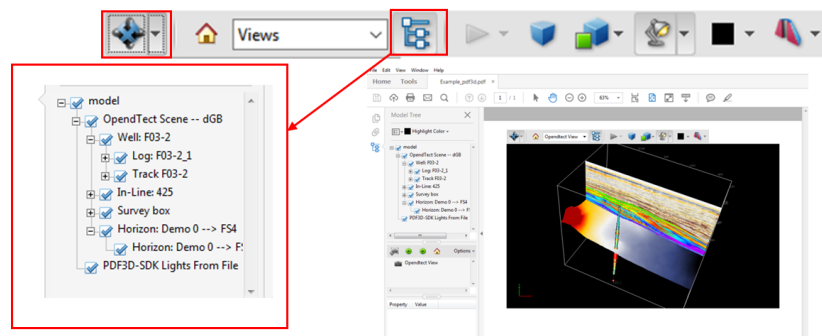 Views
model
OpendTect Scene -- dGB
Well: F03-2
Log: F03-2_1
Track F03-2
In-Line: 425
Survey box
Horizon: Demo 0 --> FS4
Horizon: Demo 0 --> F
PDF3D-SDK Lights From File
File Edit View Window Help
Home Tools Example_pdf3d.pdf ×
1 / 1 63%
Model Tree
Highlight Color
model
OpendTect Scene -- dGB
Well: F03-2
Log: F03-2_1
Track F03-2
In-Line: 425
Survey box
Horizon: Demo 0 --> FS4
Horizon: Demo 0 --> F
PDF3D-SDK Lights From File
Options
Opendtect View
Property Value
Opendtect View